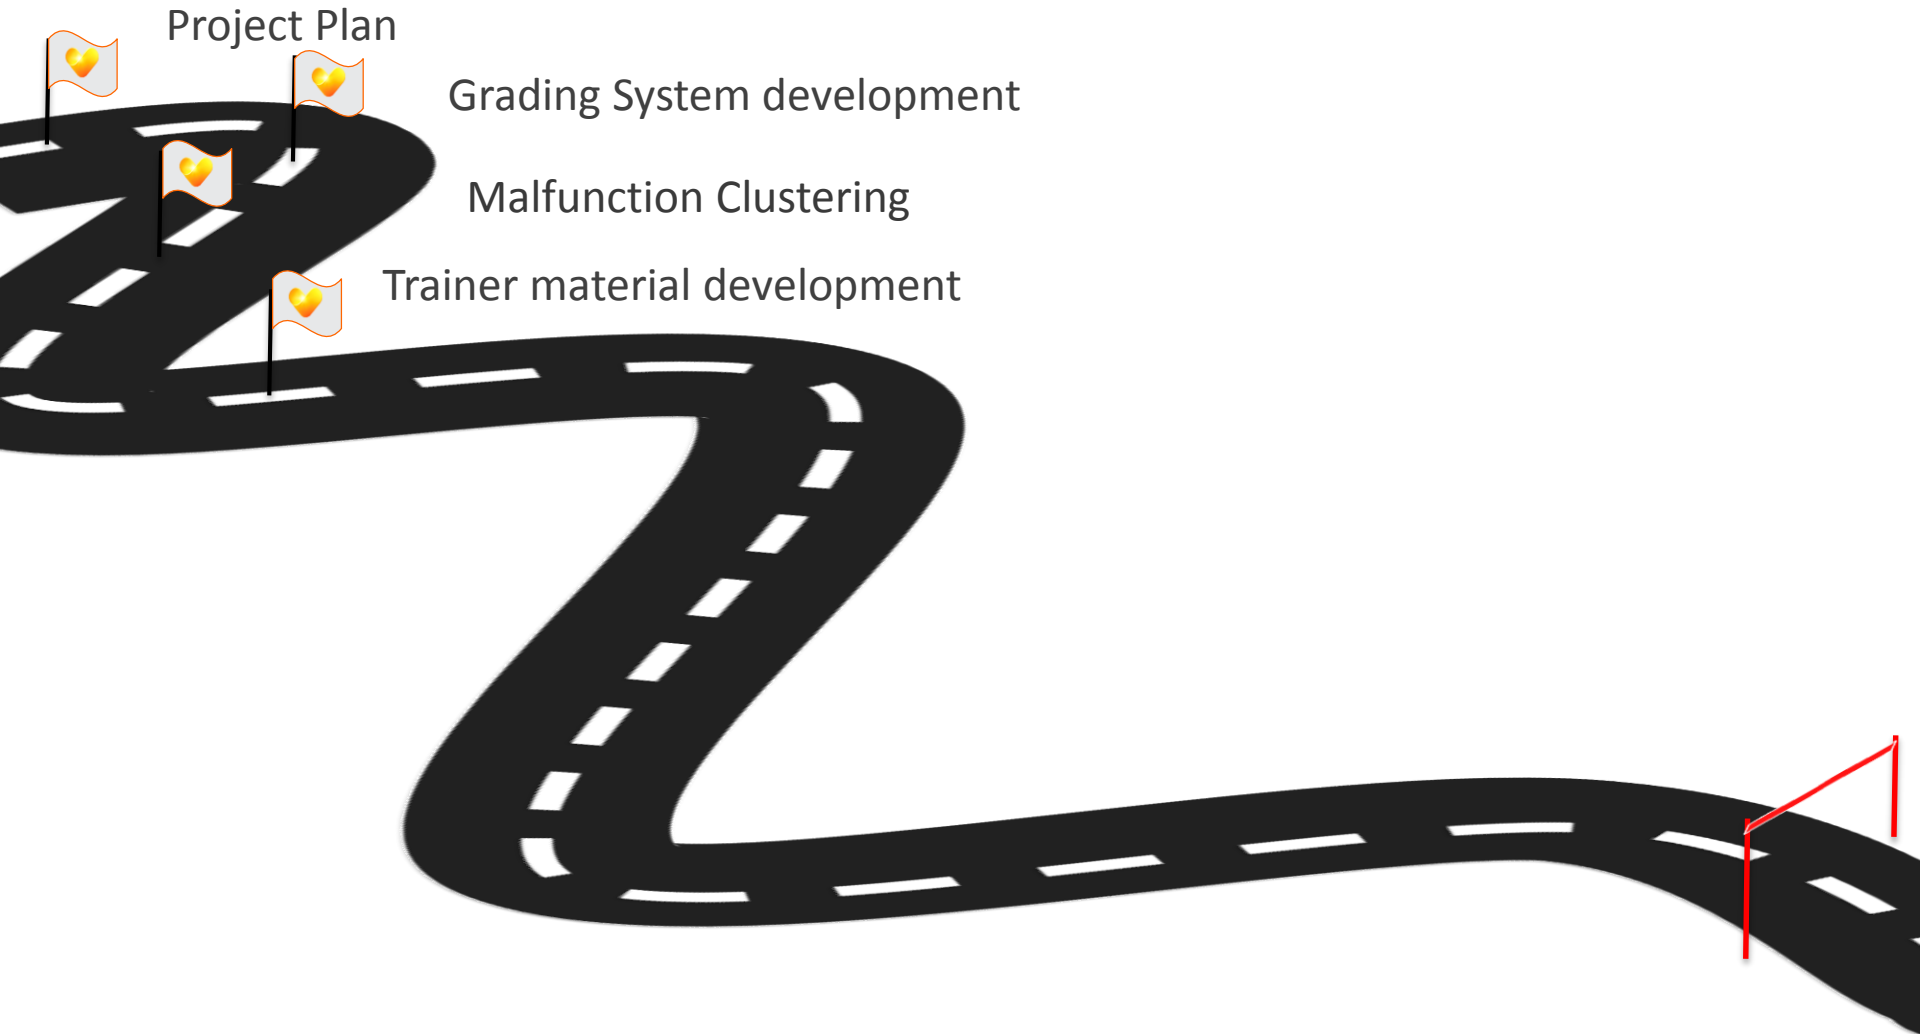 Project Plan
Grading System development
Malfunction Clustering
Trainer material development